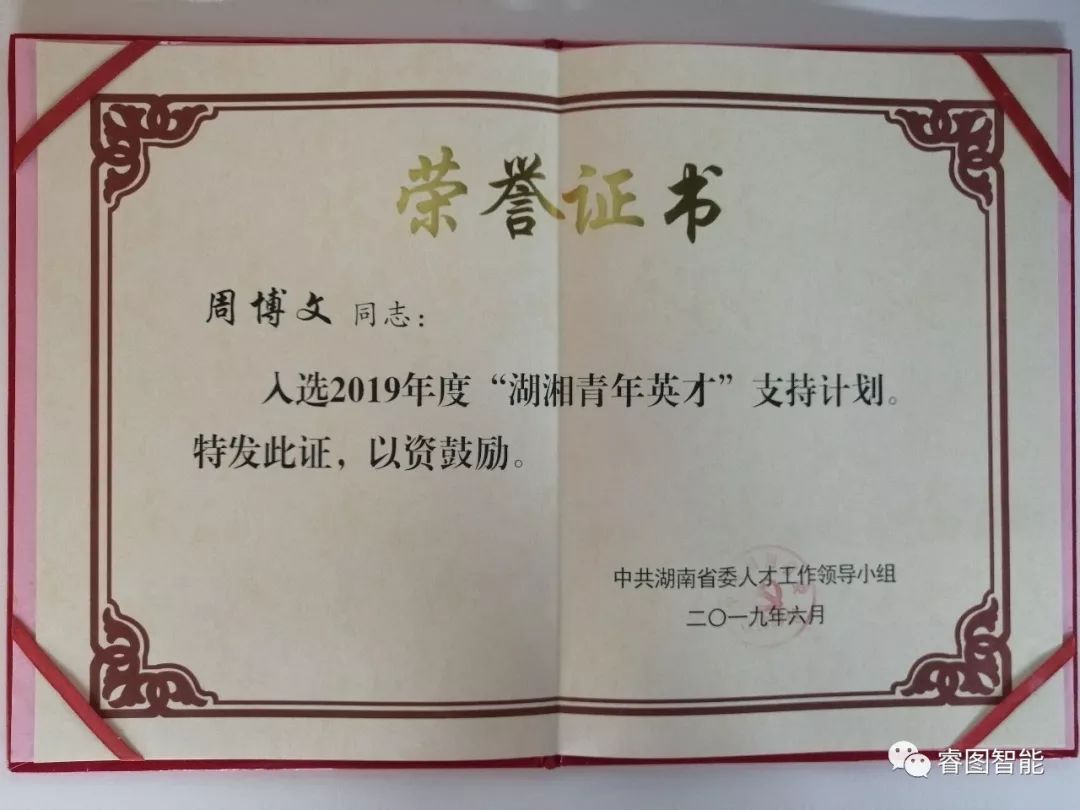 荣誉证书
周博文 同志：
入选2019年度“湖湘青年英才”支持计划。
特发此证，以资鼓励。
中共湖南省委人才工作领导小组
二〇一九年六月
睿图智能